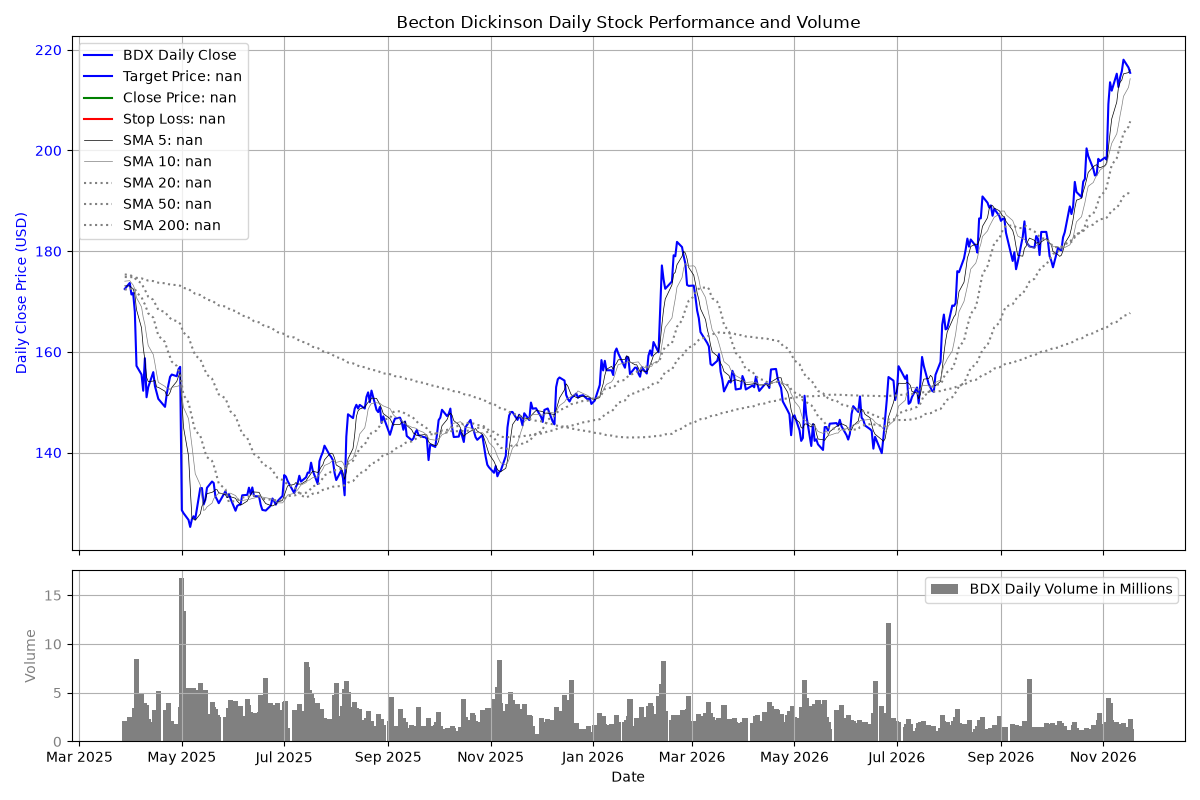 Becton Dickinson Daily Stock Performance and Volume
BDX Daily Close
Target Price: nan
Close Price: nan
Stop Loss: nan
SMA 5: nan
SMA 10: nan
SMA 20: nan
SMA 50: nan
SMA 200: nan
Daily Close Price (USD)
220
200
180
160
140
BDX Daily Volume in Millions
Volume
15
10
5
0
Mar 2025 May 2025 Jul 2025 Sep 2025 Nov 2025 Jan 2026 Mar 2026 May 2026 Jul 2026 Sep 2026 Nov 2026
Date